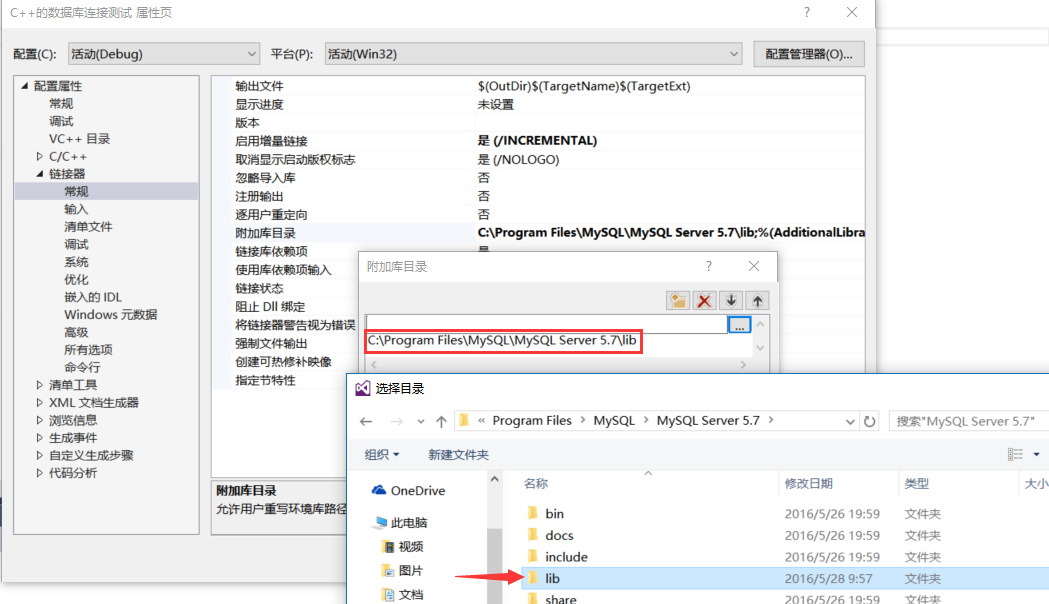 C++的数据库连接测试 属性页
配置(C): 活动(Debug) 平台(P): 活动(Win32) 配置管理器(O)...
配置属性
常规
调试
VC++ 目录
C/C++
链接器
常规
输入
清单文件
调试
系统
优化
嵌入的 IDL
Windows 元数据
高级
所有选项
命令行
清单工具
XML 文档生成器
浏览信息
生成事件
自定义生成步骤
代码分析
输出文件 $(OutDir)$(TargetName)$(TargetExt)
显示进度 未设置
版本
启用增量链接 是 (/INCREMENTAL)
取消显示启动版权标志 是 (/NOLOGO)
忽略导入库 否
注册输出 否
逐用户重定向 否
附加库目录 C:\Program Files\MySQL\MySQL Server 5.7\lib;%(AdditionalLibra
链接库依赖项 是
使用库依赖项输入
链接状态
阻止 Dll 绑定
将链接器警告视为错误
强制文件输出
创建可热修补映像
指定节特性
附加库目录
允许用户重写环境库路径
附加库目录
...
C:\Program Files\MySQL\MySQL Server 5.7\lib
选择目录
« Program Files > MySQL > MySQL Server 5.7 > 搜索"MySQL Server 5.7"
组织 新建文件夹
OneDrive
此电脑
视频
图片
文档
名称 修改日期 类型 大小
bin 2016/5/26 19:59 文件夹
docs 2016/5/26 19:59 文件夹
include 2016/5/26 19:59 文件夹
lib 2016/5/28 9:57 文件夹
share 2016/5/26 19:59 文件夹